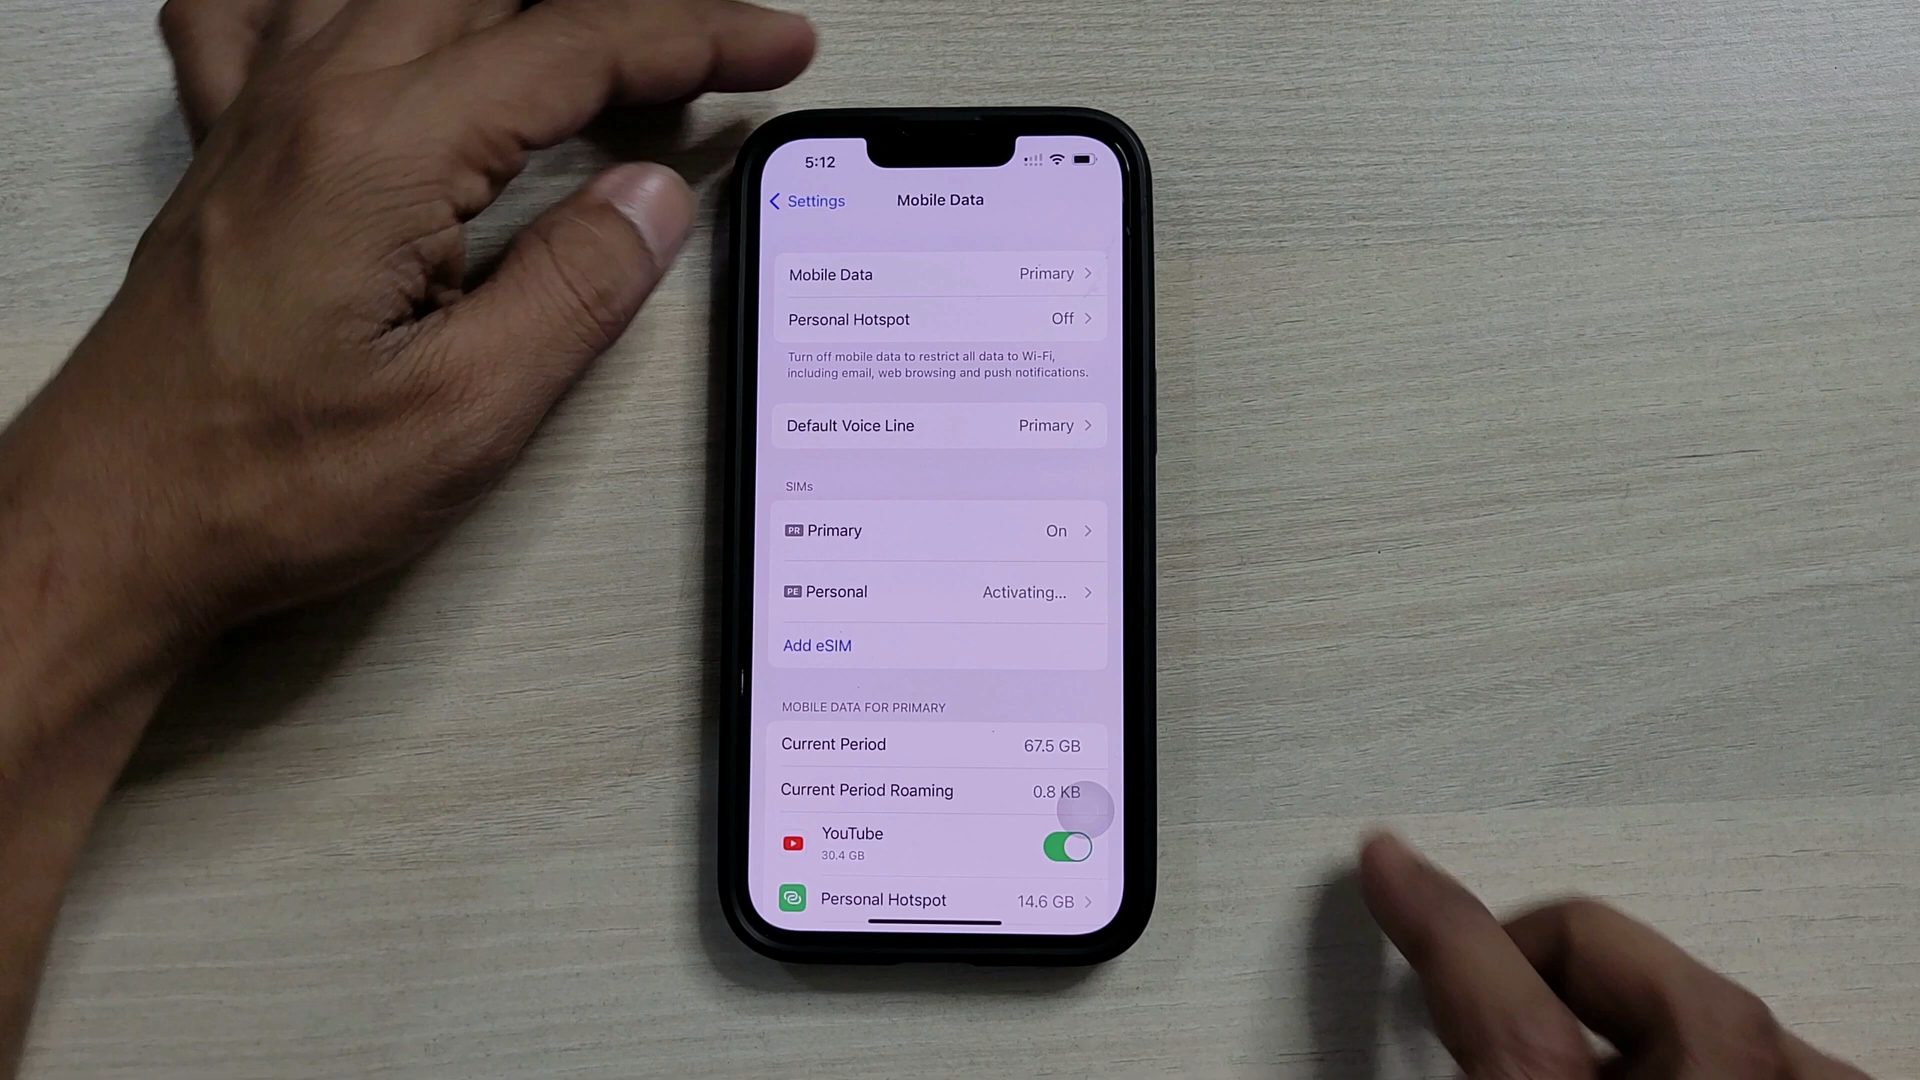 5:12
Settings
Mobile Data
Mobile Data Primary
Personal Hotspot Off
Turn off mobile data to restrict all data to Wi-Fi,
including email, web browsing and push notifications.
Default Voice Line Primary
SIMs
PR Primary On
PE Personal Activating...
Add eSIM
MOBILE DATA FOR PRIMARY
Current Period 67.5 GB
Current Period Roaming 0.8 KB
YouTube
30.4 GB
Personal Hotspot 14.6 GB